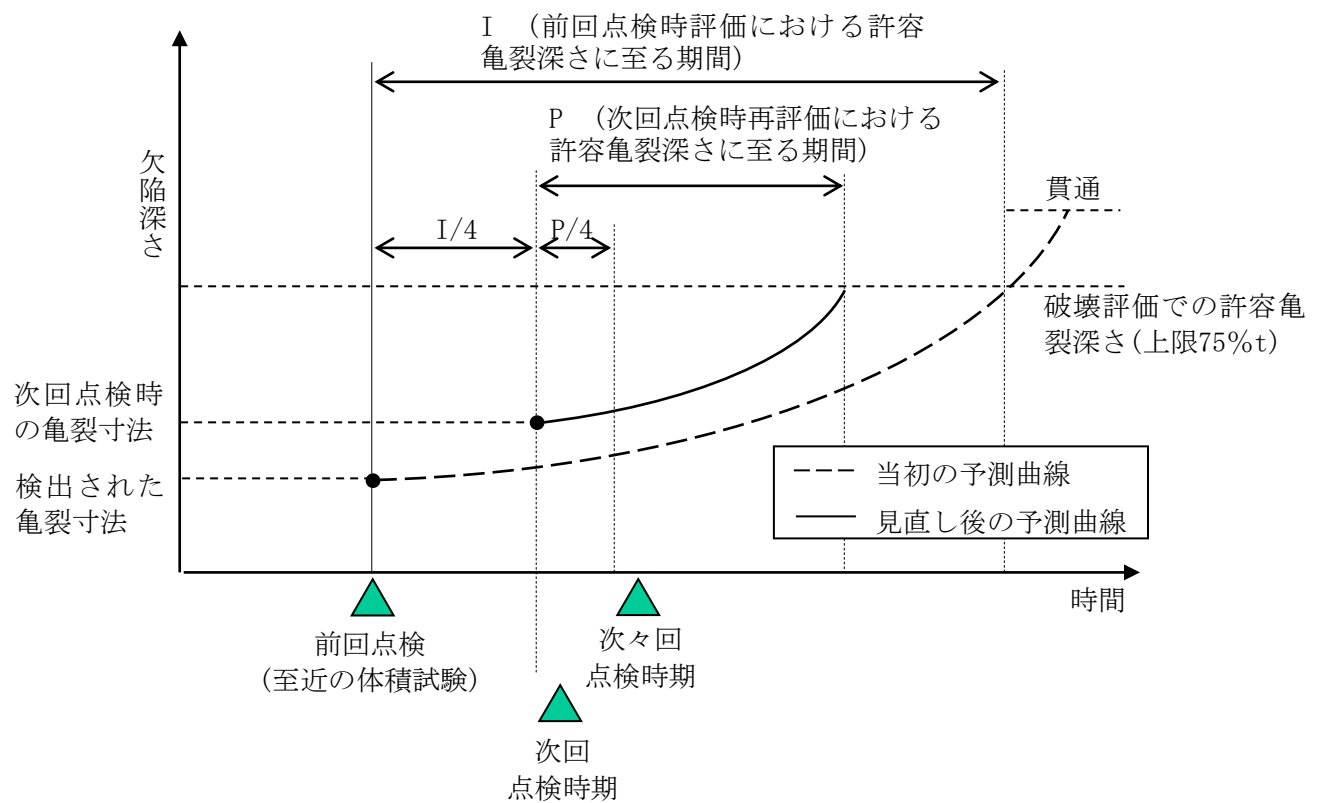 I （前回点検時評価における許容
亀裂深さに至る期間）
P （次回点検時再評価における
許容亀裂深さに至る期間）
欠陥深さ
貫通
I/4
P/4
破壊評価での許容亀
裂深さ(上限75%t)
次回点検時
の亀裂寸法
検出された
亀裂寸法
当初の予測曲線
見直し後の予測曲線
時間
前回点検
（至近の体積試験）
次々回
点検時期
次回
点検時期